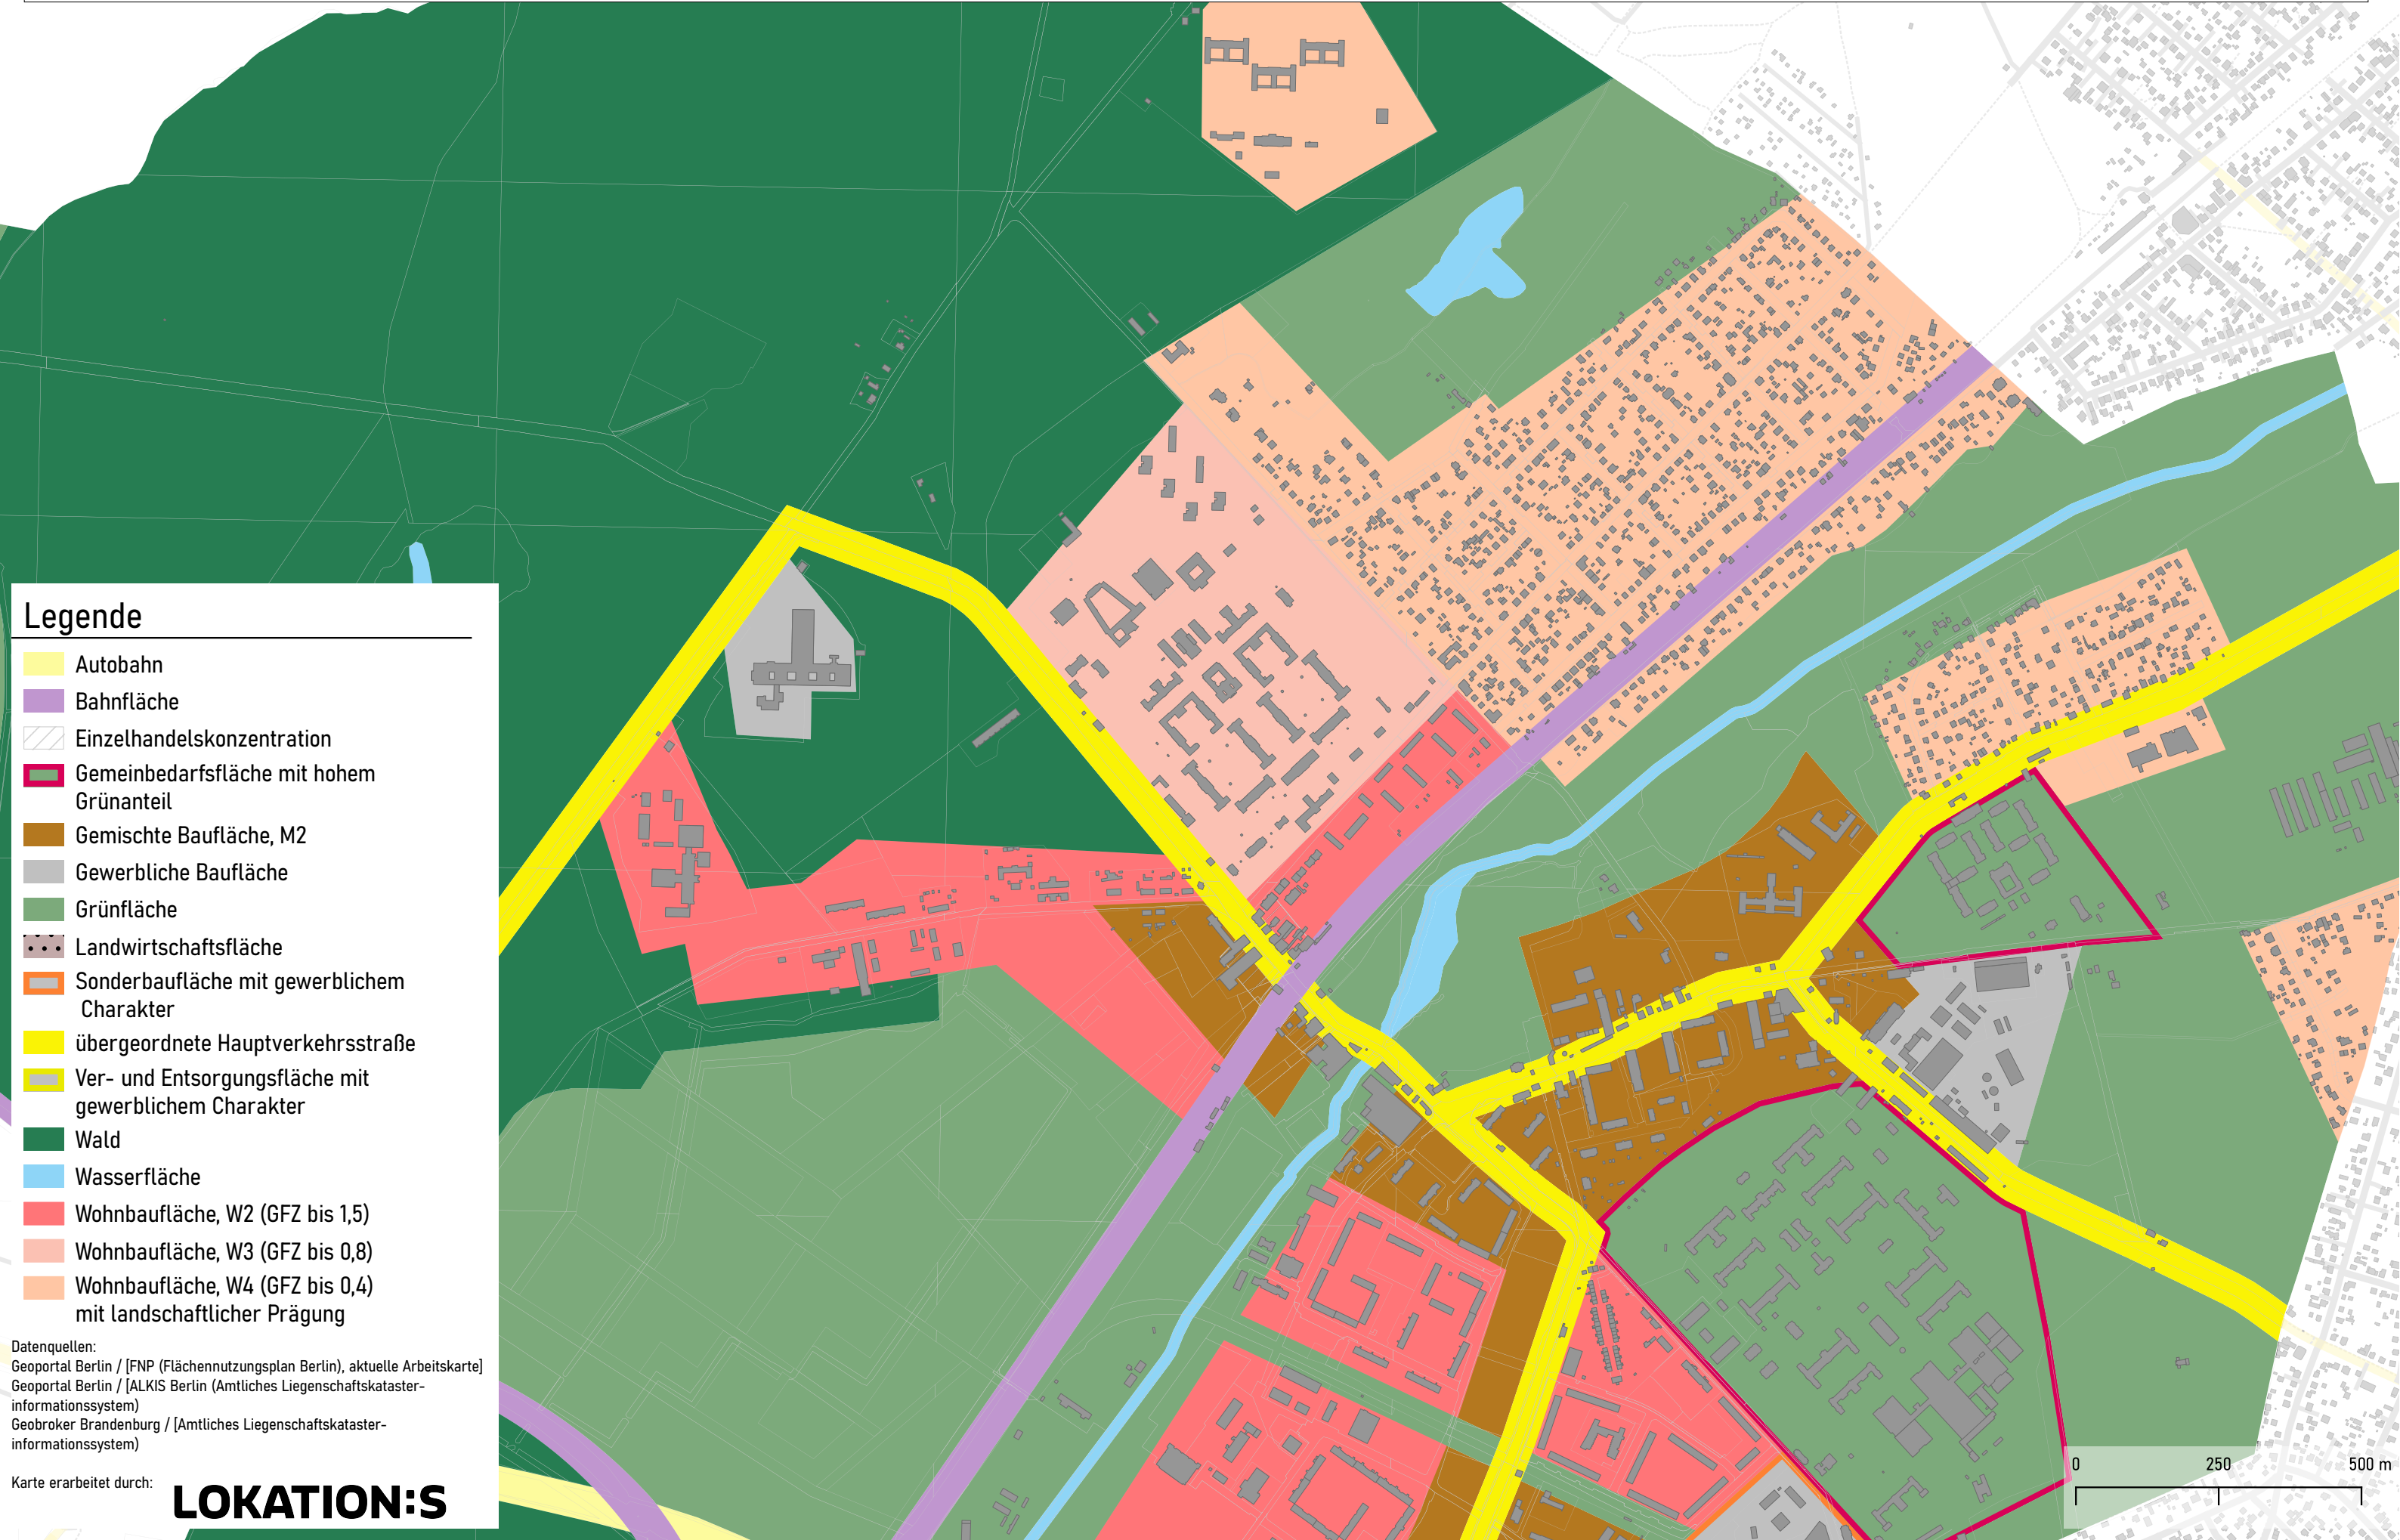 Legende
Autobahn
Bahnfläche
Einzelhandelskonzentration
Gemeinbedarfsfläche mit hohem
Grünanteil
Gemischte Baufläche, M2
Gewerbliche Baufläche
Grünfläche
Landwirtschaftsfläche
Sonderbaufläche mit gewerblichem
Charakter
übergeordnete Hauptverkehrsstraße
Ver- und Entsorgungsfläche mit
gewerblichem Charakter
Wald
Wasserfläche
Wohnbaufläche, W2 (GFZ bis 1,5)
Wohnbaufläche, W3 (GFZ bis 0,8)
Wohnbaufläche, W4 (GFZ bis 0,4)
mit landschaftlicher Prägung
Datenquellen:
Geoportal Berlin / [FNP (Flächennutzungsplan Berlin), aktuelle Arbeitskarte]
Geoportal Berlin / [ALKIS Berlin (Amtliches Liegenschaftskataster-
informationssystem)
Geobroker Brandenburg / [Amtliches Liegenschaftskataster-
informationssystem)
Karte erarbeitet durch:
LOKATION:S
0 250 500 m